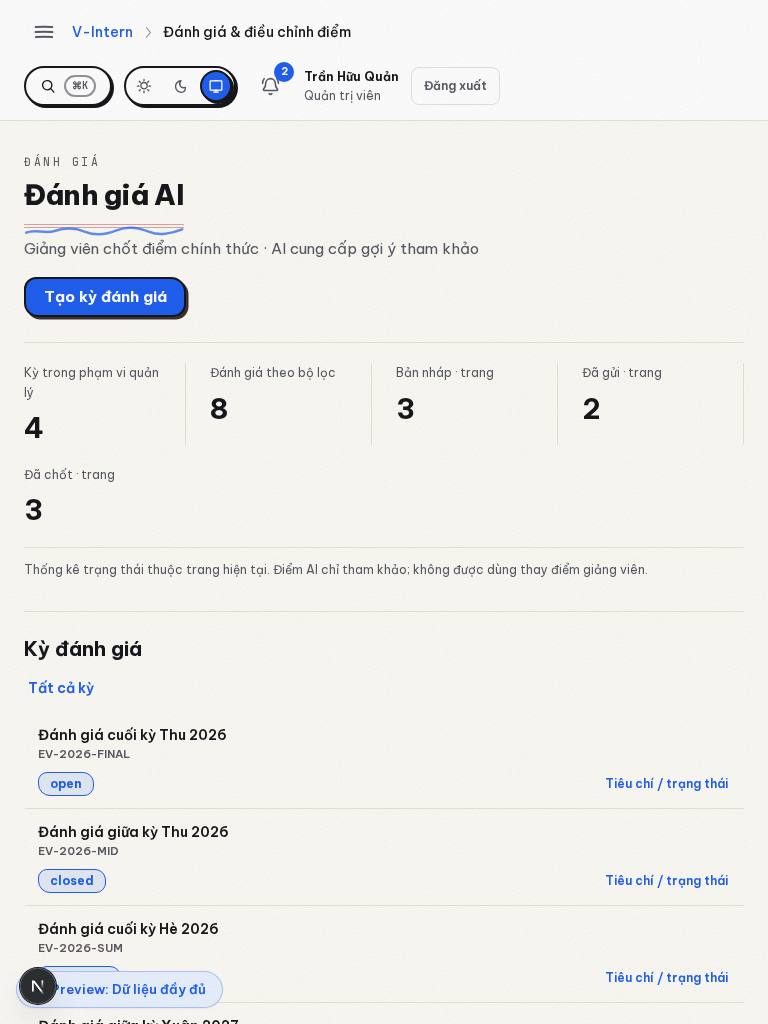 V-Intern
Đánh giá & điều chỉnh điểm
⌘K
2
Trần Hữu Quản
Quản trị viên
Đăng xuất
ĐÁNH GIÁ
Đánh giá AI
Giảng viên chốt điểm chính thức · AI cung cấp gợi ý tham khảo
Tạo kỳ đánh giá
Kỳ trong phạm vi quản
lý
4
Đánh giá theo bộ lọc
8
Bản nháp · trang
3
Đã gửi · trang
2
Đã chốt · trang
3
Thống kê trạng thái thuộc trang hiện tại. Điểm AI chỉ tham khảo; không được dùng thay điểm giảng viên.
Kỳ đánh giá
Tất cả kỳ
Đánh giá cuối kỳ Thu 2026
EV-2026-FINAL
open
Tiêu chí / trạng thái
Đánh giá giữa kỳ Thu 2026
EV-2026-MID
closed
Tiêu chí / trạng thái
Đánh giá cuối kỳ Hè 2026
EV-2026-SUM
Tiêu chí / trạng thái
N
Preview: Dữ liệu đầy đủ
Đánh giá giữa kỳ Xuân 2027